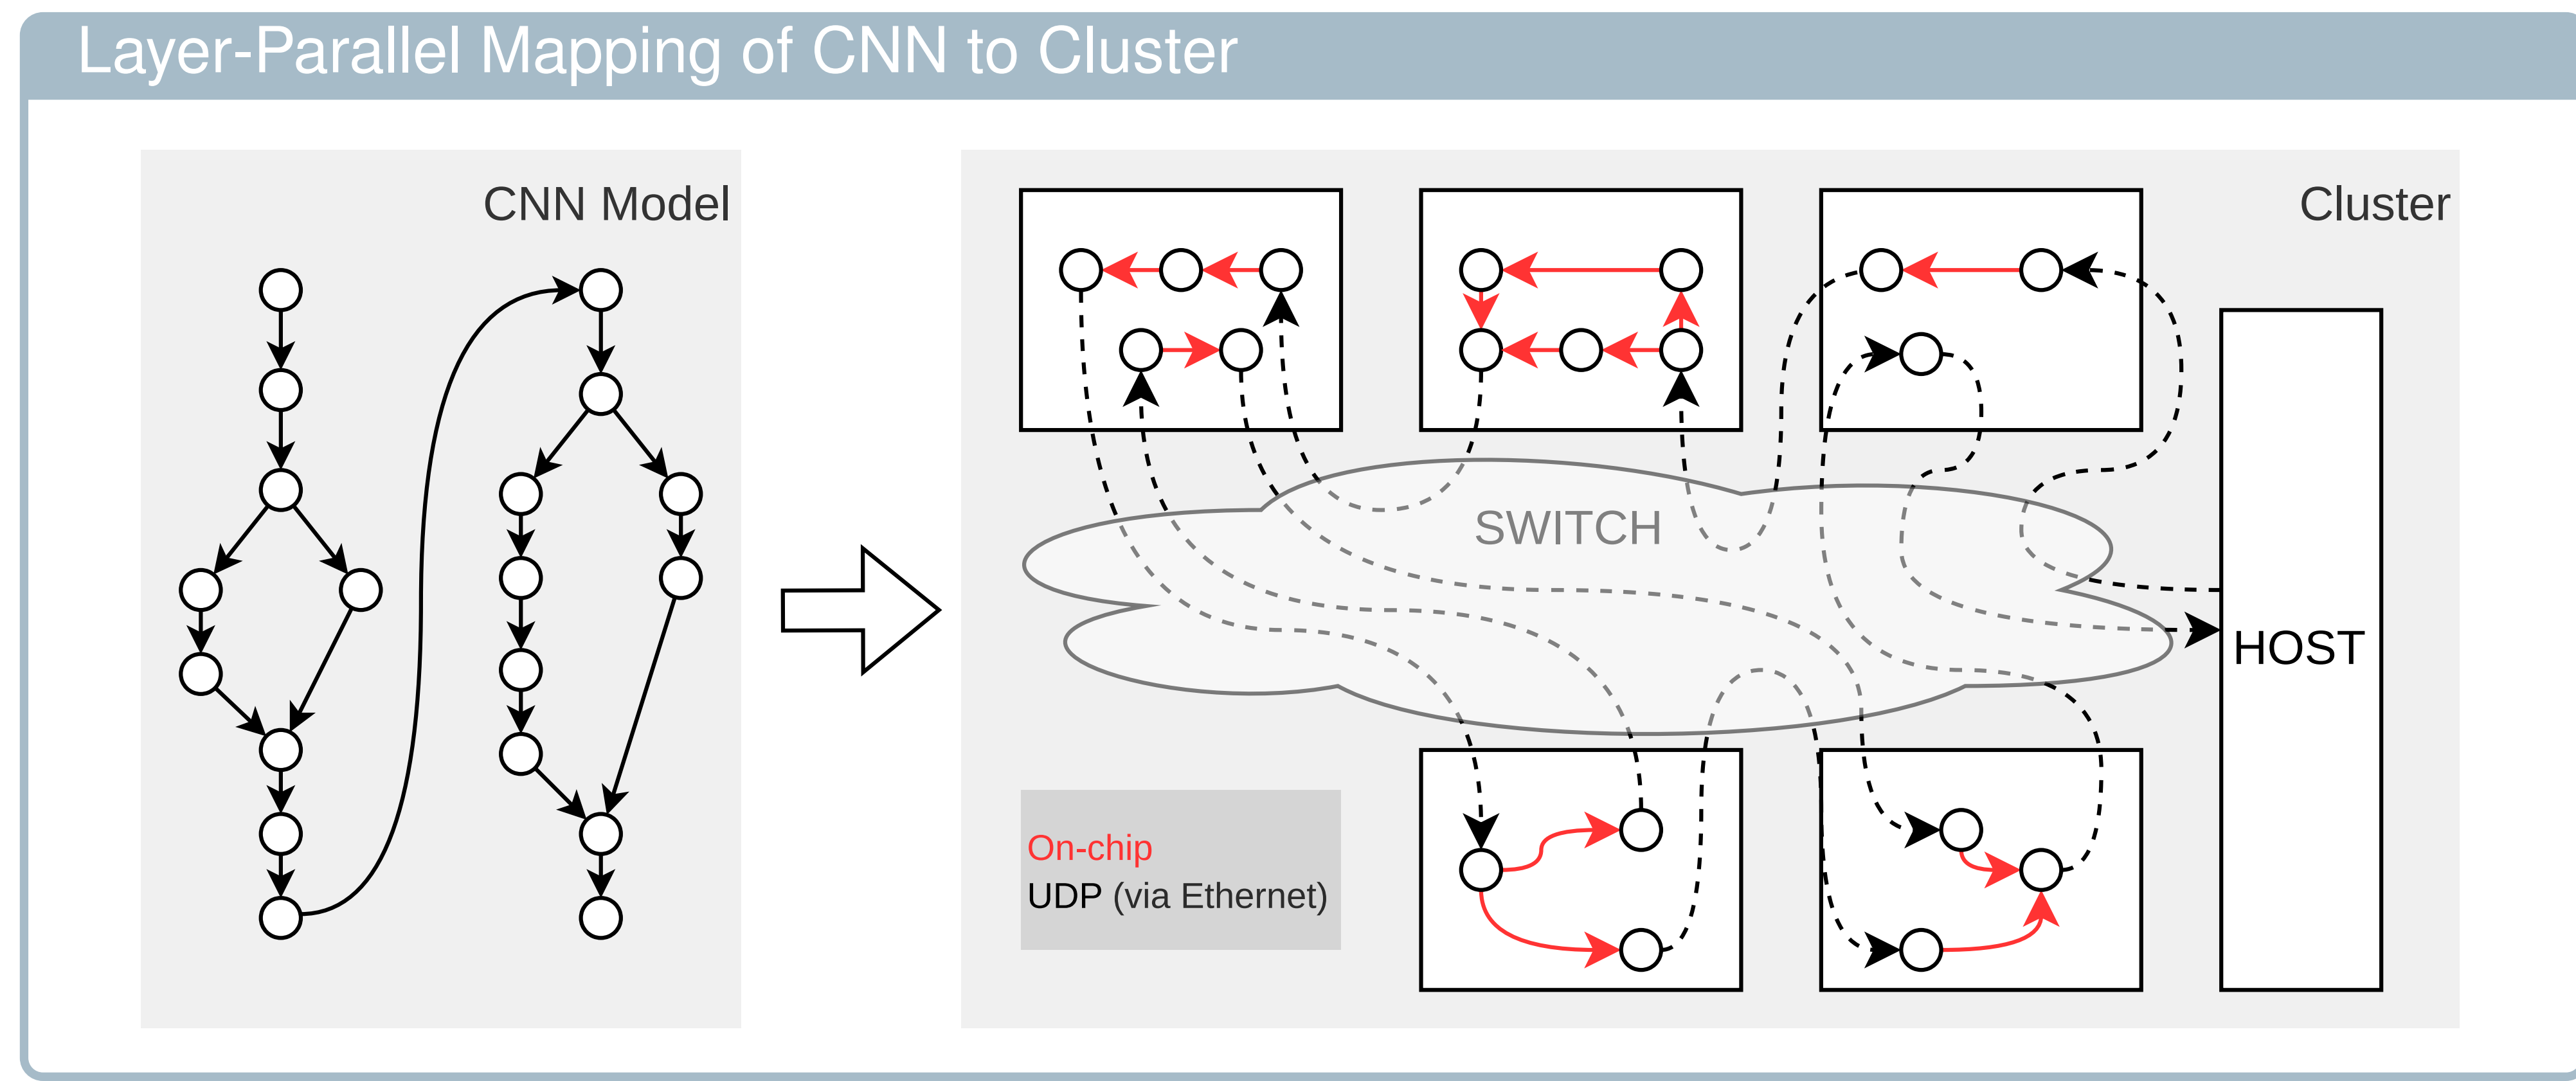 Layer-Parallel Mapping of CNN to Cluster
CNN Model
Cluster
SWITCH
HOST
On-chip
UDP (via Ethernet)